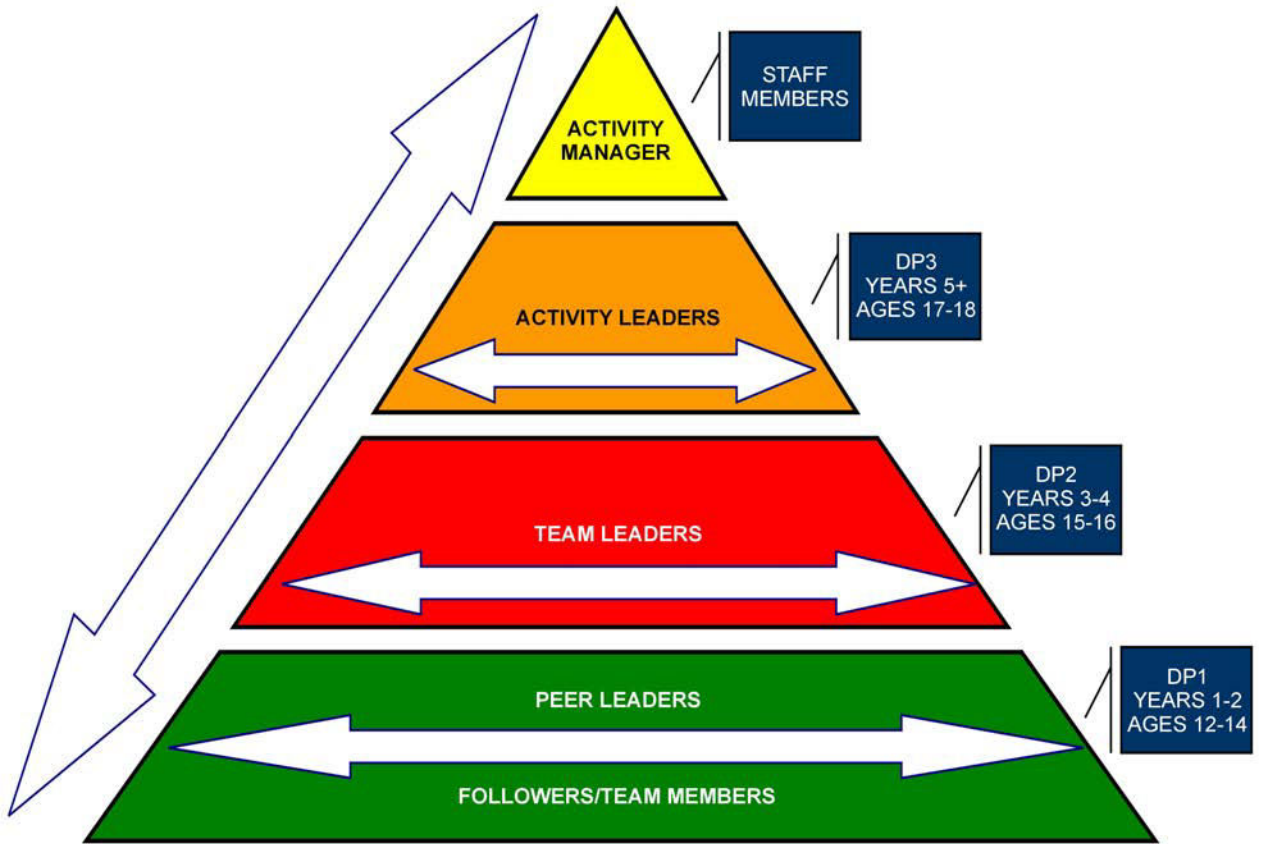 STAFF
MEMBERS
ACTIVITY
MANAGER
DP3
YEARS 5+
AGES 17-18
ACTIVITY LEADERS
DP2
YEARS 3-4
AGES 15-16
TEAM LEADERS
DP1
YEARS 1-2
AGES 12-14
PEER LEADERS
FOLLOWERS/TEAM MEMBERS